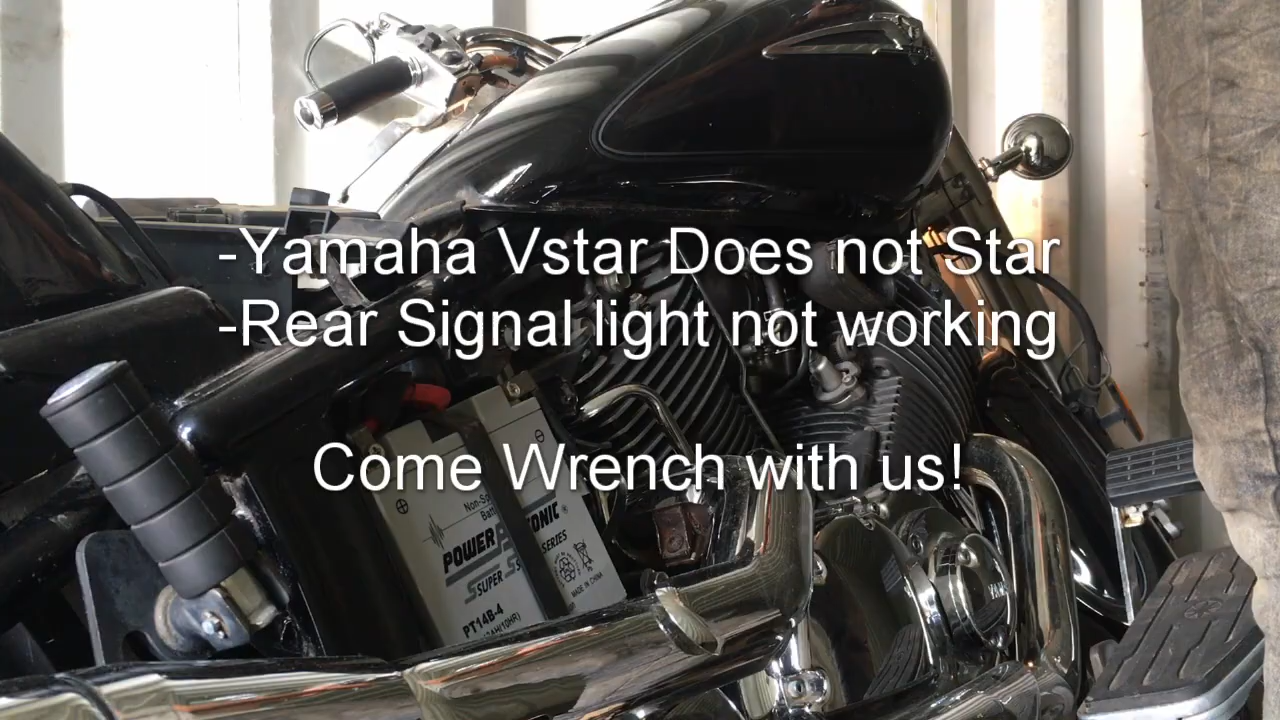 -Yamaha Vstar Does not Star
-Rear Signal light not working
Come Wrench with us!
POWER SONIC®
SUPER
SERIES
MADE IN CHINA
PT14B-4